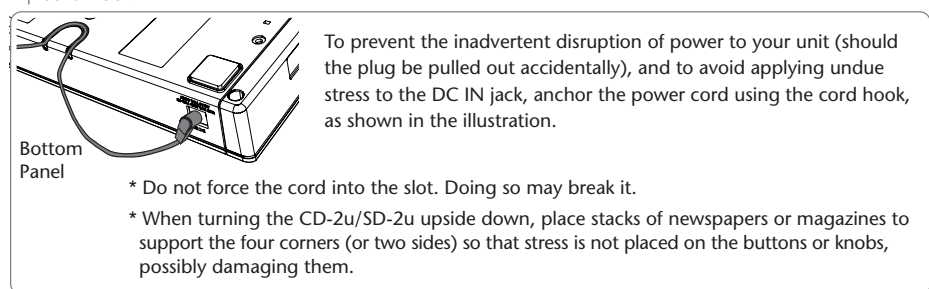 To prevent the inadvertent disruption of power to your unit (should
the plug be pulled out accidentally), and to avoid applying undue
stress to the DC IN jack, anchor the power cord using the cord hook,
as shown in the illustration.
Bottom
Panel
* Do not force the cord into the slot. Doing so may break it.
* When turning the CD-2u/SD-2u upside down, place stacks of newspapers or magazines to
support the four corners (or two sides) so that stress is not placed on the buttons or knobs,
possibly damaging them.